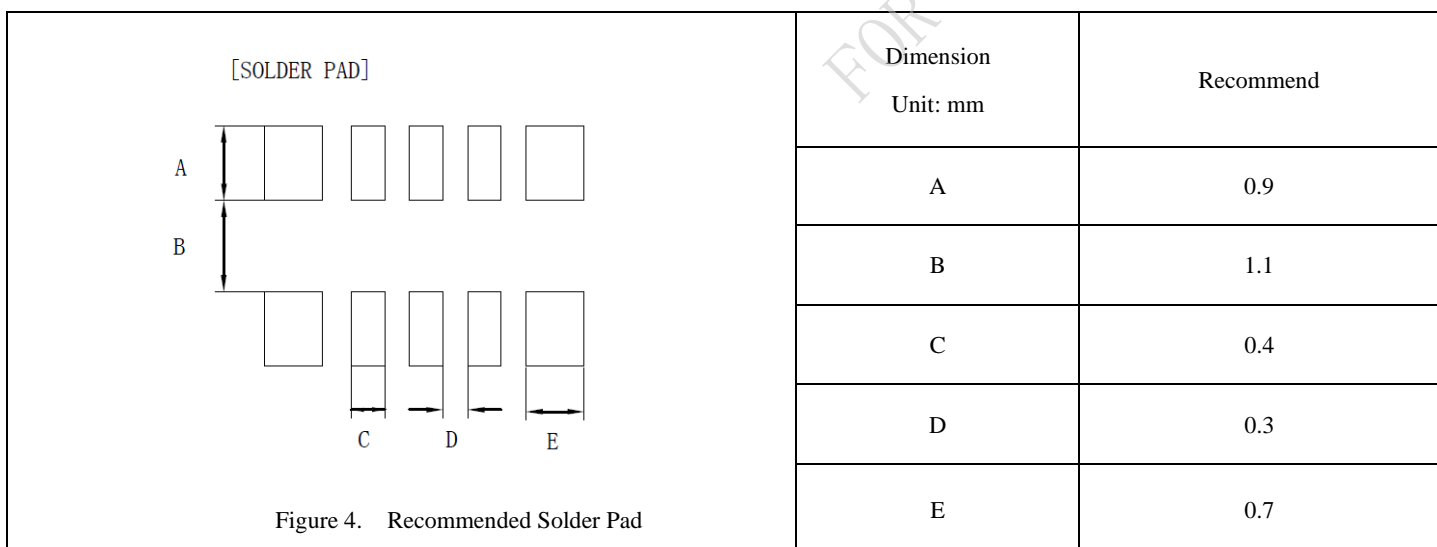 [SOLDER PAD]
A
B
C D E
Figure 4. Recommended Solder Pad
Dimension
Unit: mm
Recommend
A 0.9
B 1.1
C 0.4
D 0.3
E 0.7
FOR